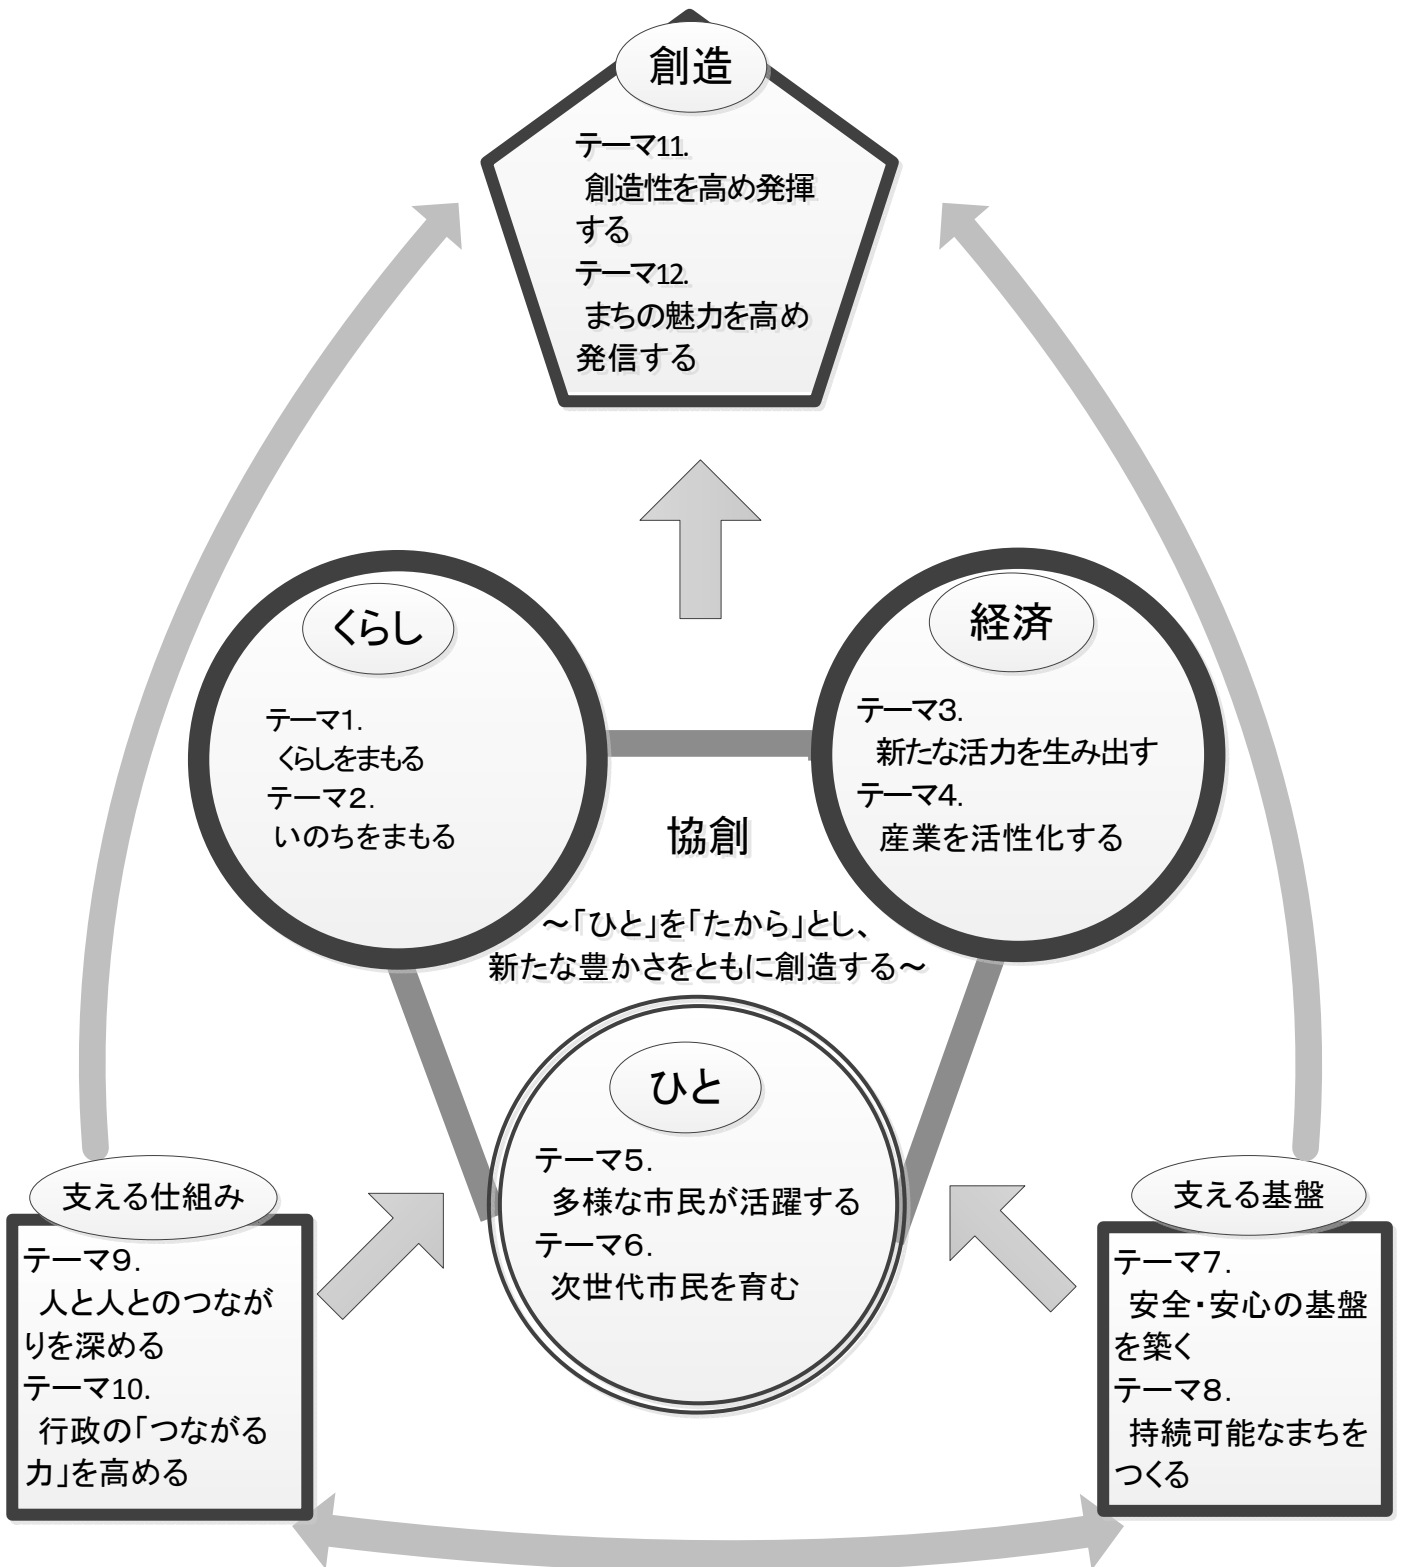 創造
テーマ11.
創造性を高め発揮
する
テーマ12.
まちの魅力を高め
発信する
くらし
テーマ1.
くらしをまもる
テーマ2.
いのちをまもる
経済
テーマ3.
新たな活力を生み出す
テーマ4.
産業を活性化する
協創
～「ひと」を「たから」とし、
新たな豊かさをともに創造する～
ひと
テーマ5.
多様な市民が活躍する
テーマ6.
次世代市民を育む
支える仕組み
テーマ9.
人と人とのつなが
りを深める
テーマ10.
行政の「つながる
力」を高める
支える基盤
テーマ7.
安全・安心の基盤
を築く
テーマ8.
持続可能なまちを
つくる